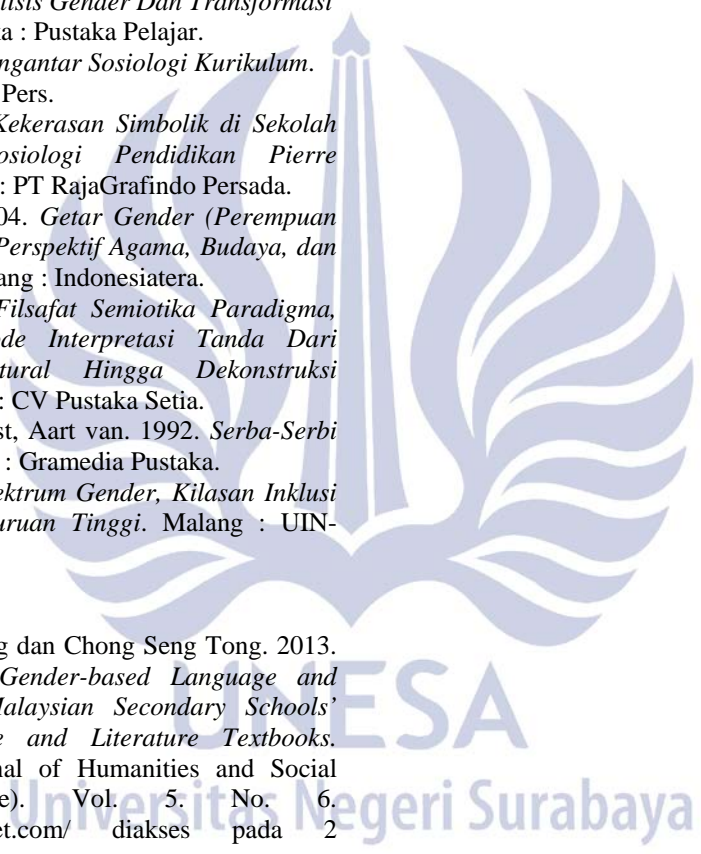 lisis Gender Dan Transformasi
ka : Pustaka Pelajar.
ngantar Sosiologi Kurikulum.
Pers.
Kekerasan Simbolik di Sekolah
osiologi Pendidikan Pierre
: PT RajaGrafindo Persada.
04. Getar Gender (Perempuan
Perspektif Agama, Budaya, dan
ang : Indonesiatera.
Filsafat Semiotika Paradigma,
de Interpretasi Tanda Dari
tural Hingga Dekonstruksi
: CV Pustaka Setia.
st, Aart van. 1992. Serba-Serbi
: Gramedia Pustaka.
ektrum Gender, Kilasan Inklusi
uruan Tinggi. Malang : UIN-
g dan Chong Seng Tong. 2013.
Gender-based Language and
Malaysian Secondary Schools’
e and Literature Textbooks.
nal of Humanities and Social
e). Vol. 5. No. 6.
et.com/ diakses pada 2
UNESA
Universitas Negeri Surabaya